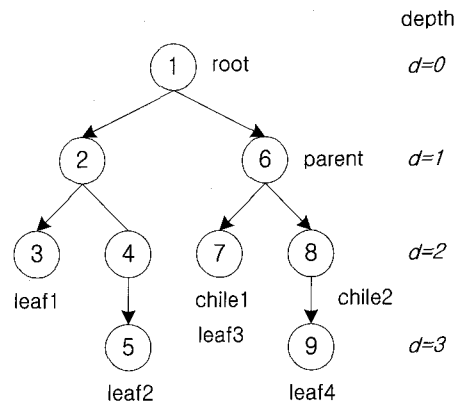 depth
1 root d=0
2 6 parent d=1
3 4 7 8 d=2
leaf1 chile1 chile2
leaf3
5 9 d=3
leaf2 leaf4